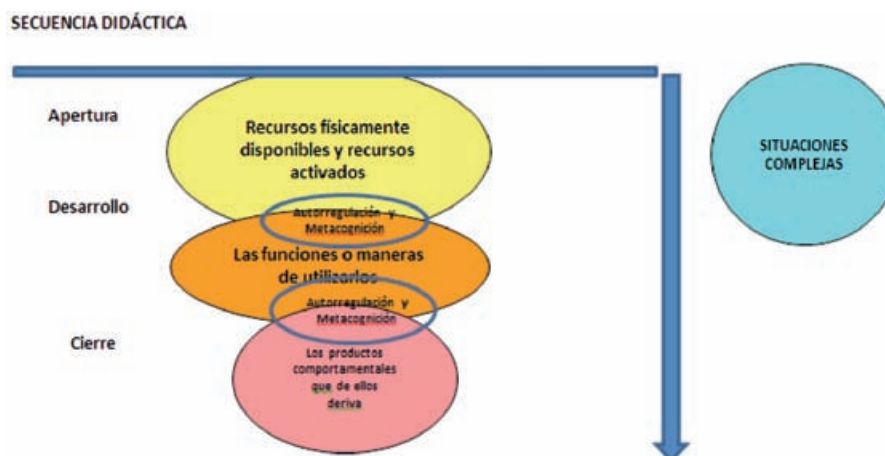 SECUENCIA DIDÁCTICA
Apertura
Recursos físicamente
disponibles y recursos
activados
SITUACIONES
COMPLEJAS
Desarrollo
Autorregulación y
Metacognición
Las funciones o maneras
de utilizarlos
Autorregulación y
Metacognición
Cierre
Los productos
comportamentales
que de ellos
deriva